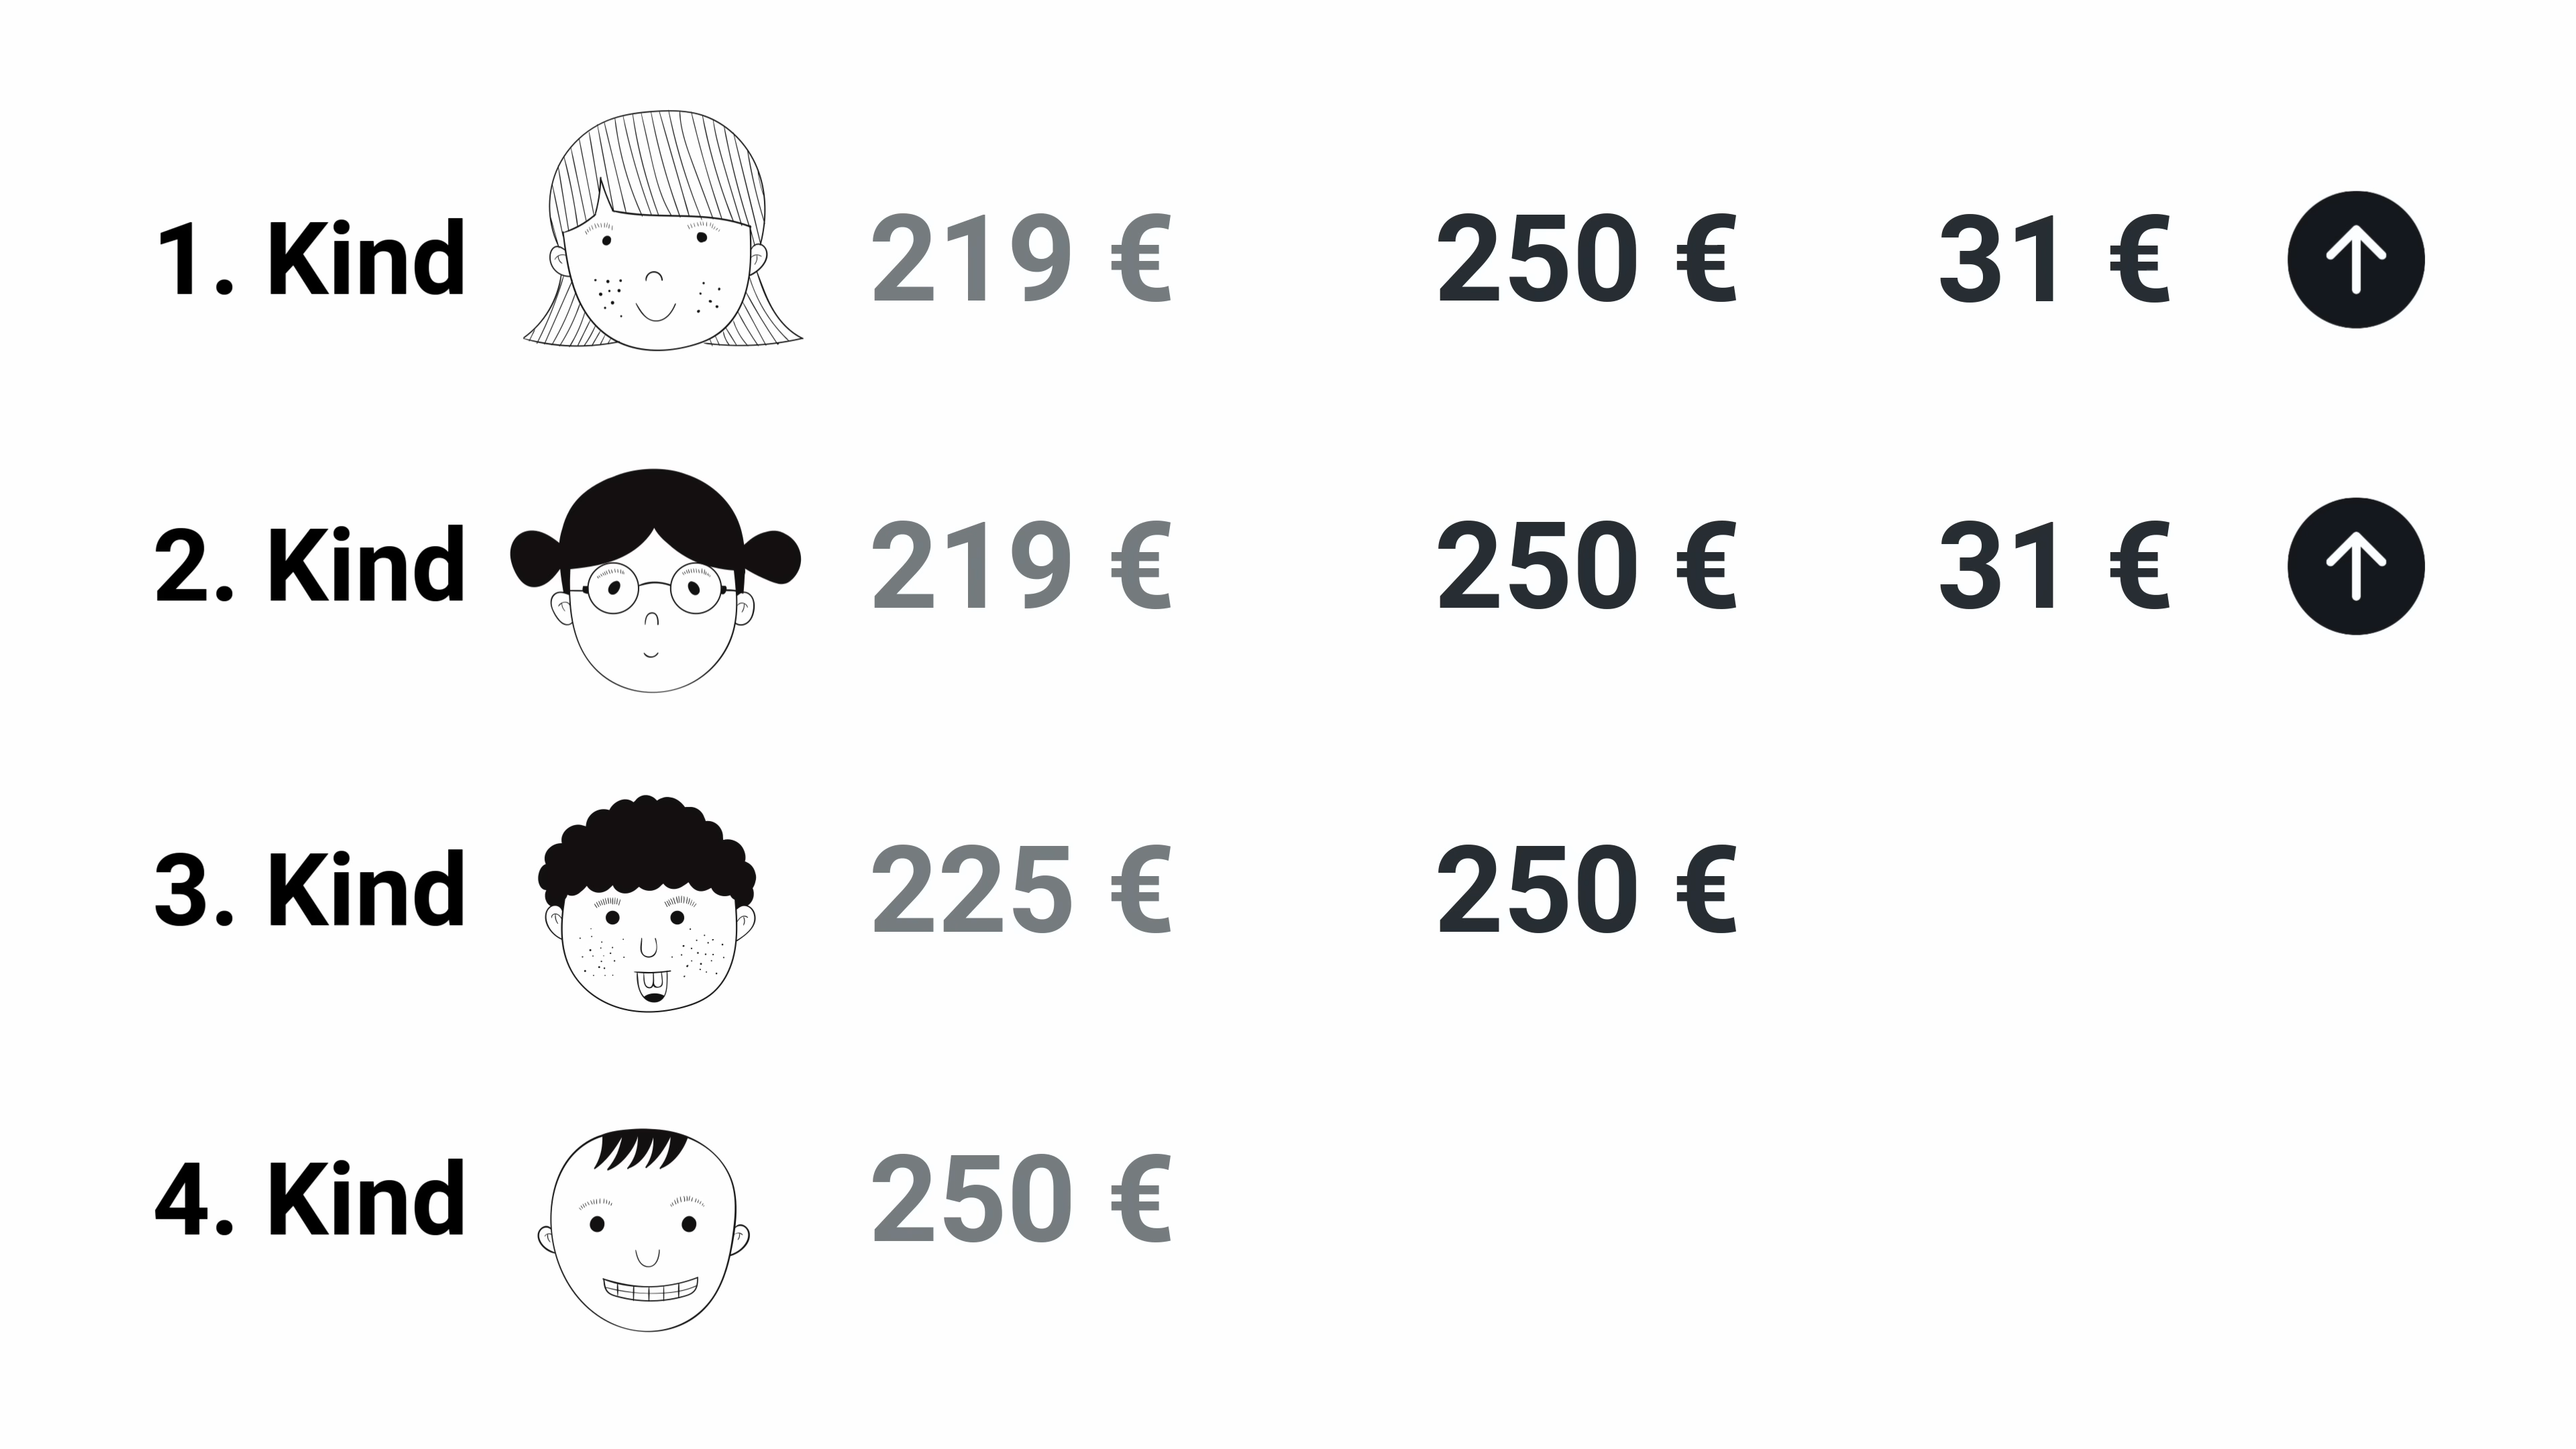 1. Kind 219 € 250 € 31 €
2. Kind 219 € 250 € 31 €
3. Kind 225 € 250 €
4. Kind 250 €